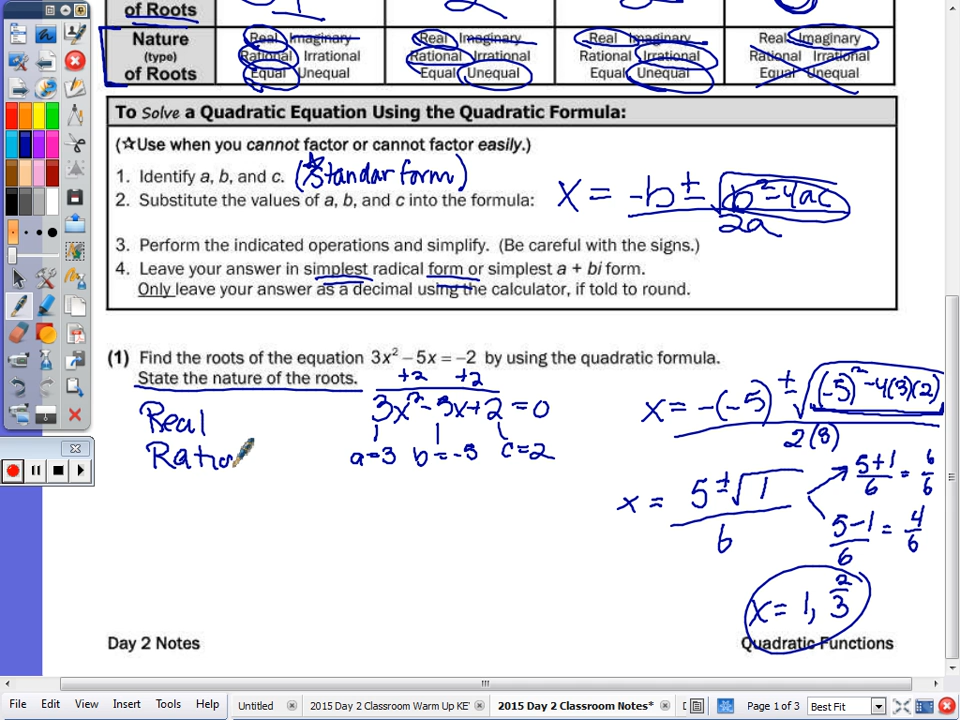 of Roots
Nature
(type)
of Roots
Real Imaginary
Rational Irrational
Equal Unequal
Real Imaginary
Rational Irrational
Equal Unequal
Real Imaginary
Rational Irrational
Equal Unequal
Real Imaginary
Rational Irrational
Equal Unequal
To Solve a Quadratic Equation Using the Quadratic Formula:
(☆Use when you cannot factor or cannot factor easily.)
1. Identify a, b, and c. (*Standar form)
2. Substitute the values of a, b, and c into the formula:
x = -b ± √b²-4ac
2a
3. Perform the indicated operations and simplify. (Be careful with the signs.)
4. Leave your answer in simplest radical form or simplest a + bi form.
Only leave your answer as a decimal using the calculator, if told to round.
(1) Find the roots of the equation 3x² − 5x = −2 by using the quadratic formula.
State the nature of the roots.
+2 +2
3x² - 5x + 2 = 0
a=3 b=-5 c=2
Real
Ratio
x = -(-5) ± √(-5)² -4(3)(2)
2(3)
x = 5 ± √1
6
5+1 = 6
6 6
5-1 = 4
6 6
x = 1, 2
3
Day 2 Notes
Quadratic Functions
File Edit View Insert Tools Help
Untitled
2015 Day 2 Classroom Warm Up KE
2015 Day 2 Classroom Notes*
Page 1 of 3
Best Fit